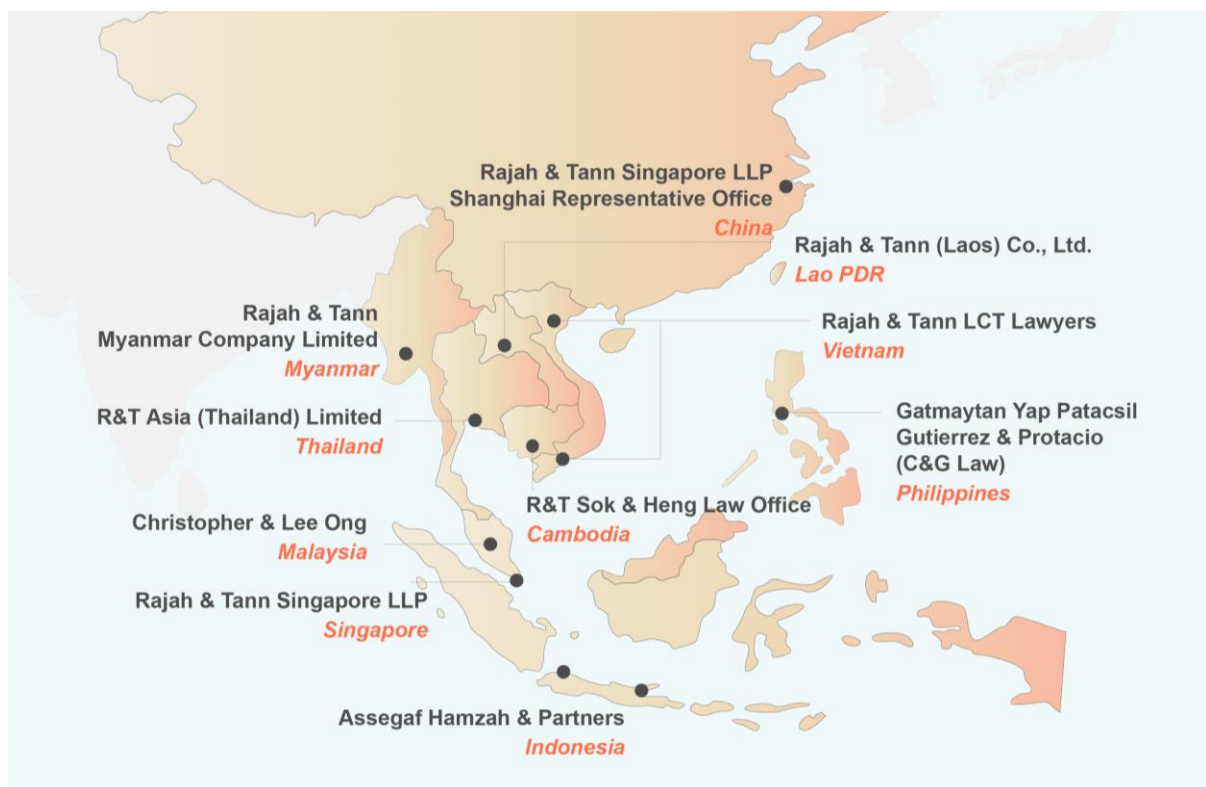 Rajah & Tann Singapore LLP
Shanghai Representative Office
China
Rajah & Tann (Laos) Co., Ltd.
Lao PDR
Rajah & Tann
Myanmar Company Limited
Myanmar
Rajah & Tann LCT Lawyers
Vietnam
R&T Asia (Thailand) Limited
Thailand
Gatmaytan Yap Patacsil
Gutierrez & Protacio
(C&G Law)
Philippines
R&T Sok & Heng Law Office
Cambodia
Christopher & Lee Ong
Malaysia
Rajah & Tann Singapore LLP
Singapore
Assegaf Hamzah & Partners
Indonesia